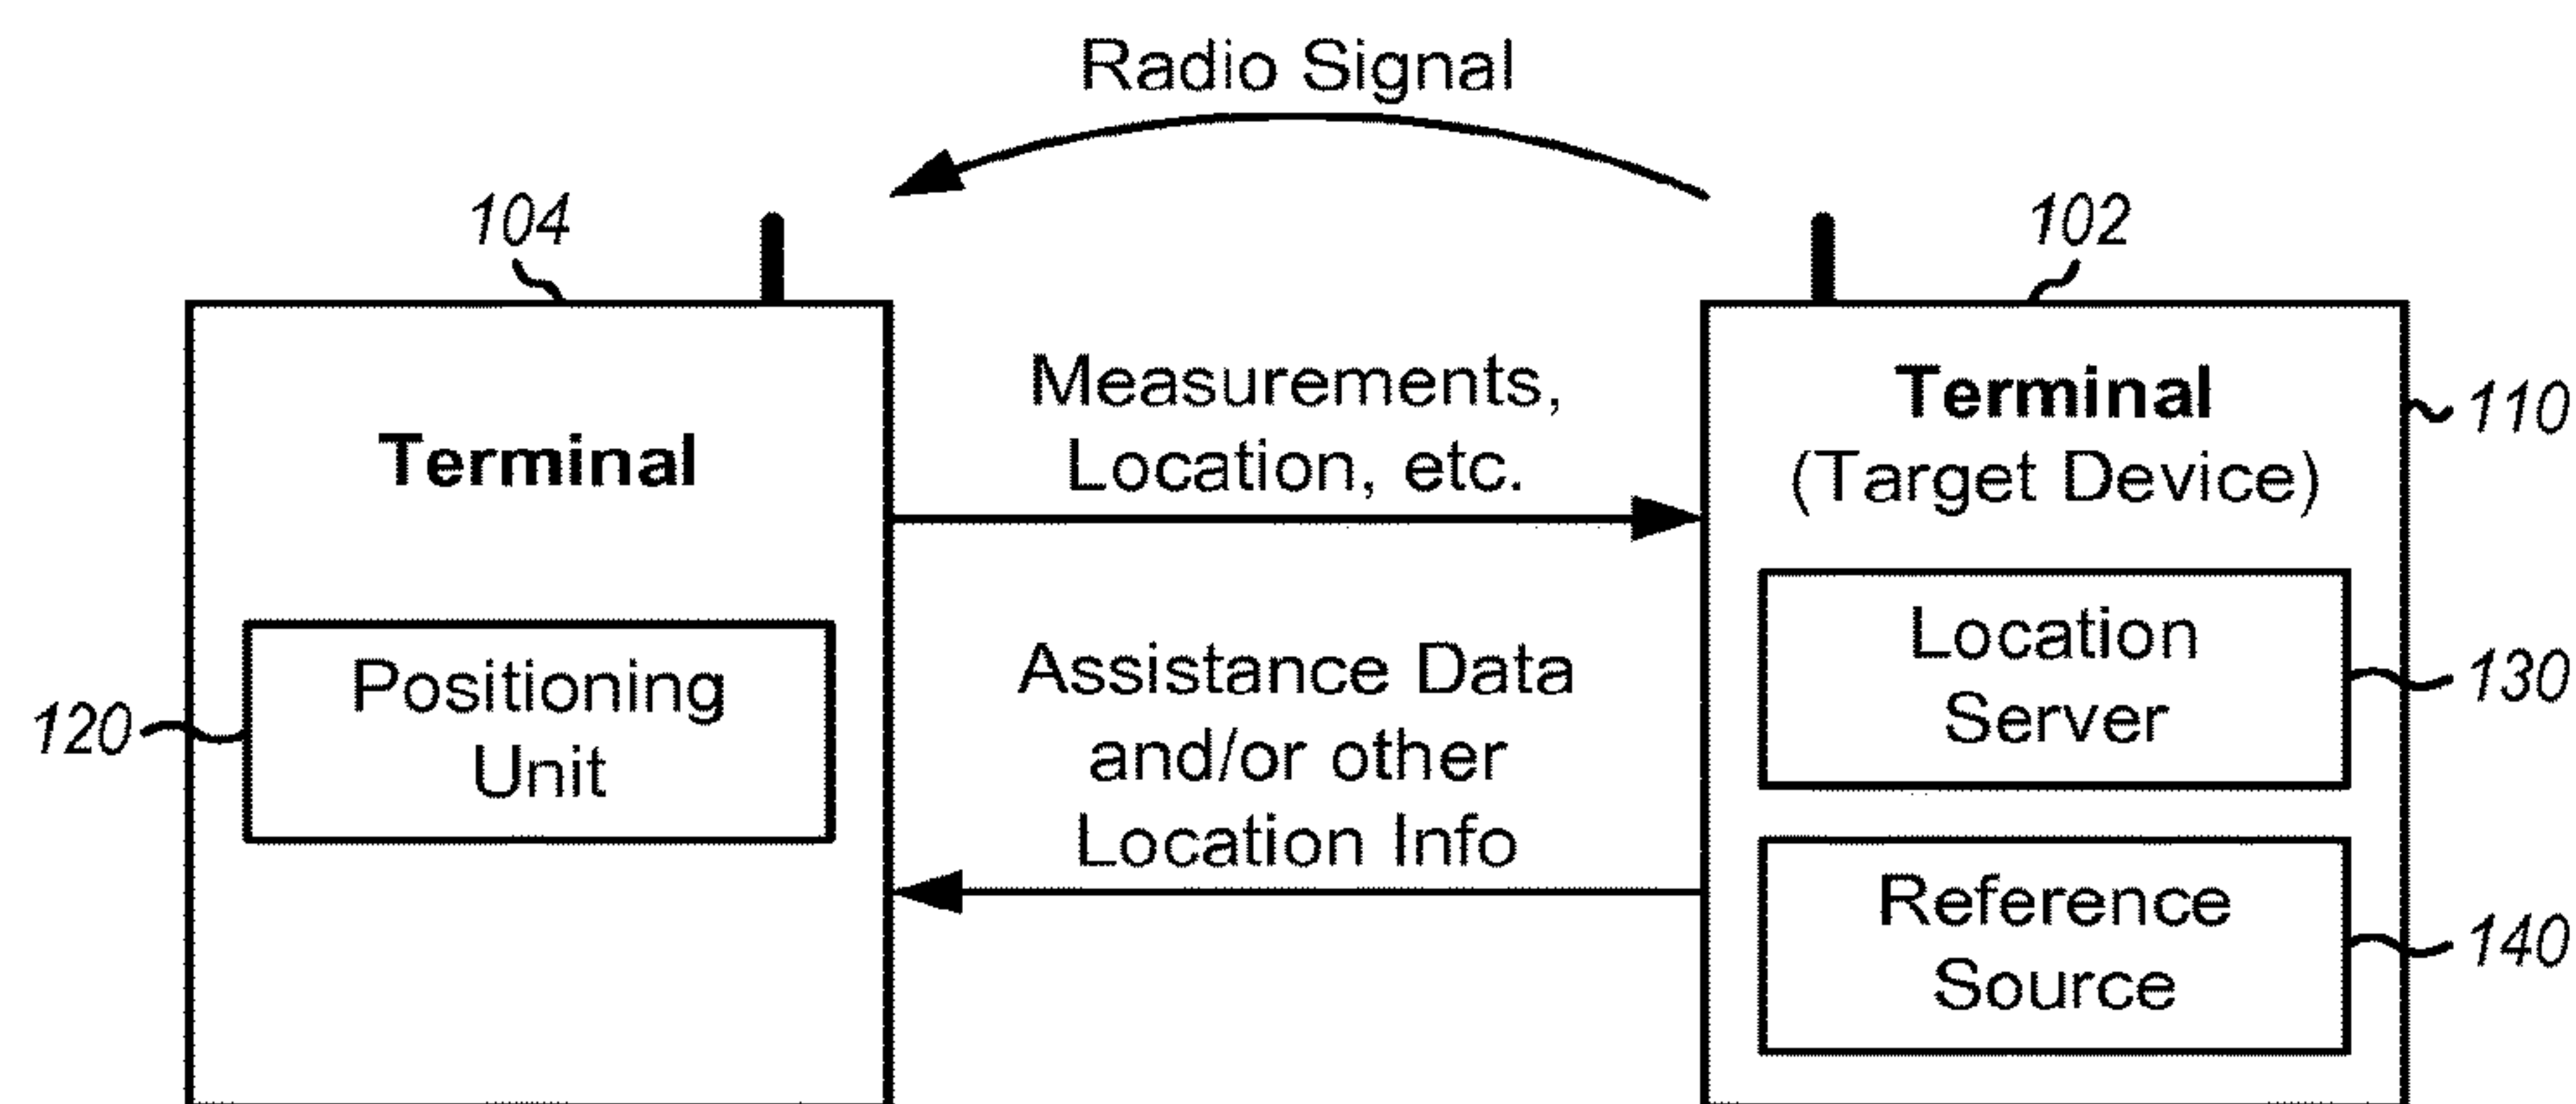 Radio Signal
104
102
Terminal
Measurements,
Location, etc.
Terminal
(Target Device)
110
120
Positioning
Unit
Assistance Data
and/or other
Location Info
Location
Server
130
Reference
Source
140